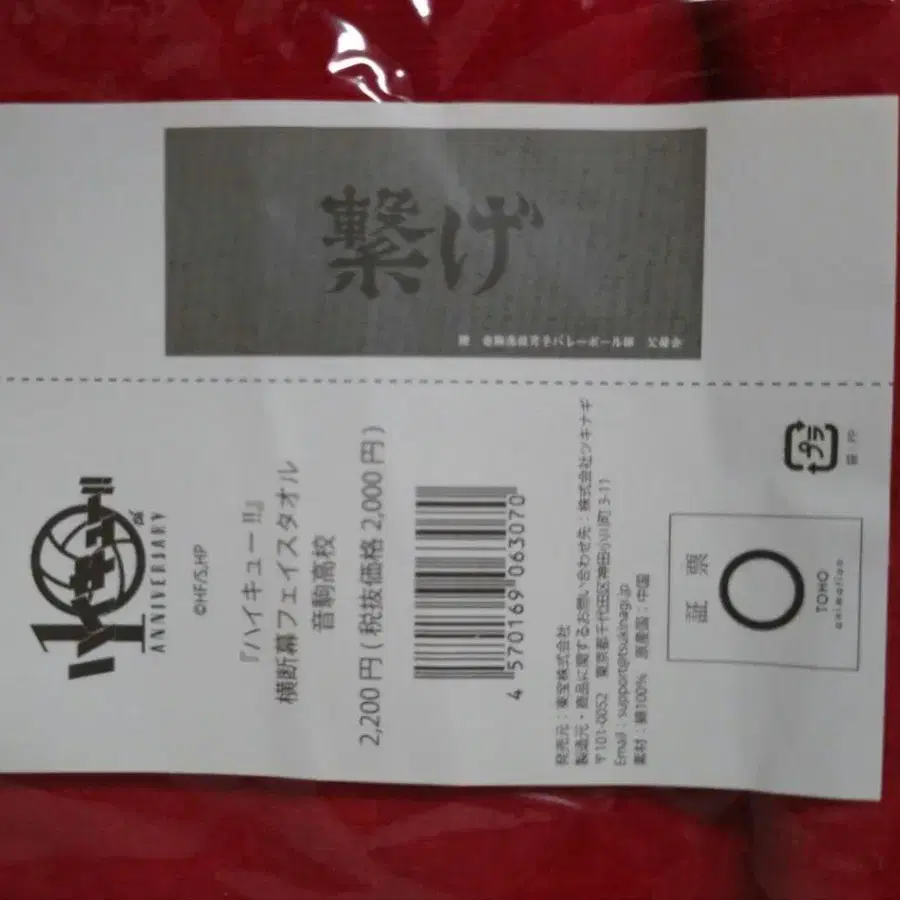 繋げ
ハイキュー!!
ANNIVERSARY
©HF/S,HP
『ハイキュー!!』
横断幕フェイスタオル
音駒高校
2,200円(税抜価格2,000円)
4 570169 063070
発売元:東宝株式会社
製造元・商品に関するお問い合わせ先:株式会社ツキナギ
〒101-0052 東京都千代田区神田小川町3-11
Email:support@tsukinagi.jp
素材:綿100% 原産国:中国
証票
TOHO
animation
プラ
袋:PP